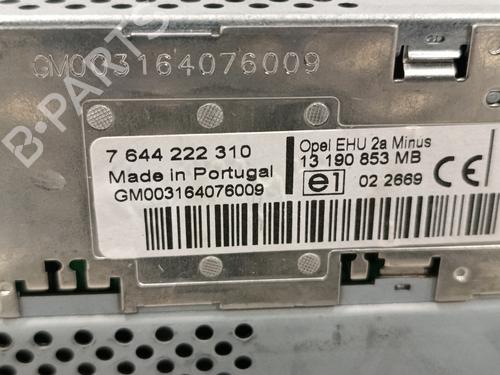 GM003164076009
B-PARTS
7 644 222 310
Made in Portugal
GM003164076009
Opel EHU 2a Minus
13 190 853 MB
e1 02 2669 CE